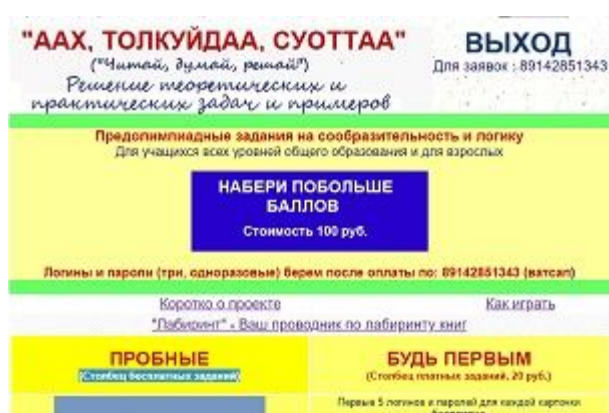 "ААХ, ТОЛКУЙДАА, СУОТТАА"
("Читай, думай, решай")
Решение теоретических и
практических задач и примеров
ВЫХОД
Для заявок : 89142851343
Предолимпиадные задания на сообразительность и логику
Для учащихся всех уровней общего образования и для взрослых
НАБЕРИ ПОБОЛЬШЕ
БАЛЛОВ
Стоимость 100 руб.
Логины и пароли (три, одноразовые) берем после оплаты по: 89142851343 (ватсап)
Коротко о проекте
Как играть
"Лабиринт" - Ваш проводник по лабиринту книг
ПРОБНЫЕ
(Столбец бесплатных заданий)
БУДЬ ПЕРВЫМ
(Столбец платных заданий, 20 руб.)
Первые 5 логинов и паролей для каждой карточки